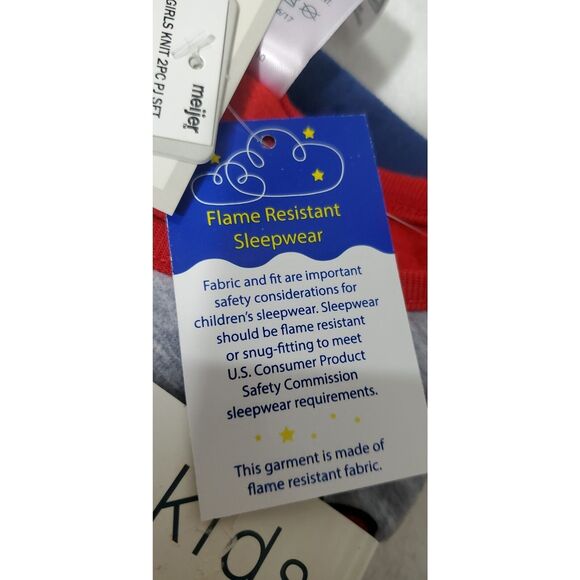 meijer
GIRLS KNIT 2PC PJ SET
Flame Resistant
Sleepwear
Fabric and fit are important
safety considerations for
children's sleepwear. Sleepwear
should be flame resistant
or snug-fitting to meet
U.S. Consumer Product
Safety Commission
sleepwear requirements.
This garment is made of
flame resistant fabric.
kids